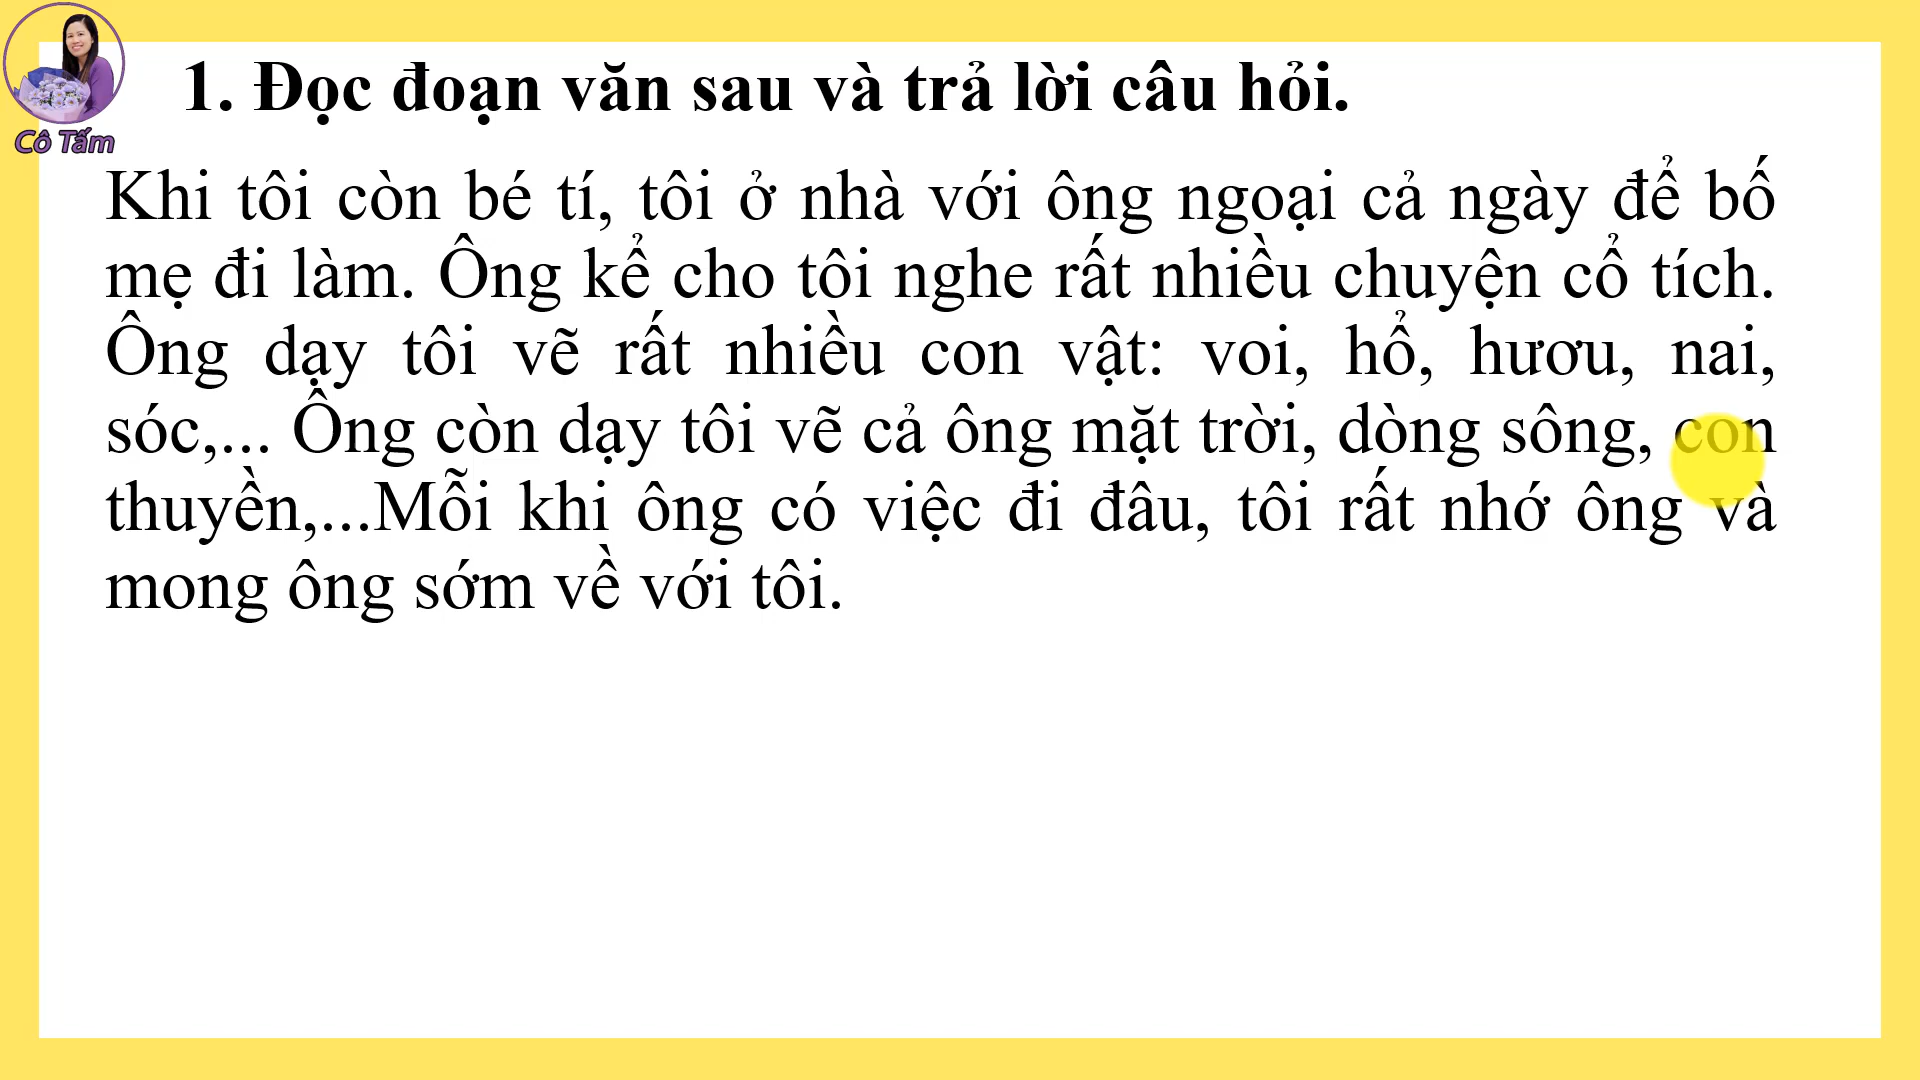 Cô Tấm
1. Đọc đoạn văn sau và trả lời câu hỏi.
Khi tôi còn bé tí, tôi ở nhà với ông ngoại cả ngày để bố
mẹ đi làm. Ông kể cho tôi nghe rất nhiều chuyện cổ tích.
Ông dạy tôi vẽ rất nhiều con vật: voi, hổ, hươu, nai,
sóc,... Ông còn dạy tôi vẽ cả ông mặt trời, dòng sông, con
thuyền,...Mỗi khi ông có việc đi đâu, tôi rất nhớ ông và
mong ông sớm về với tôi.